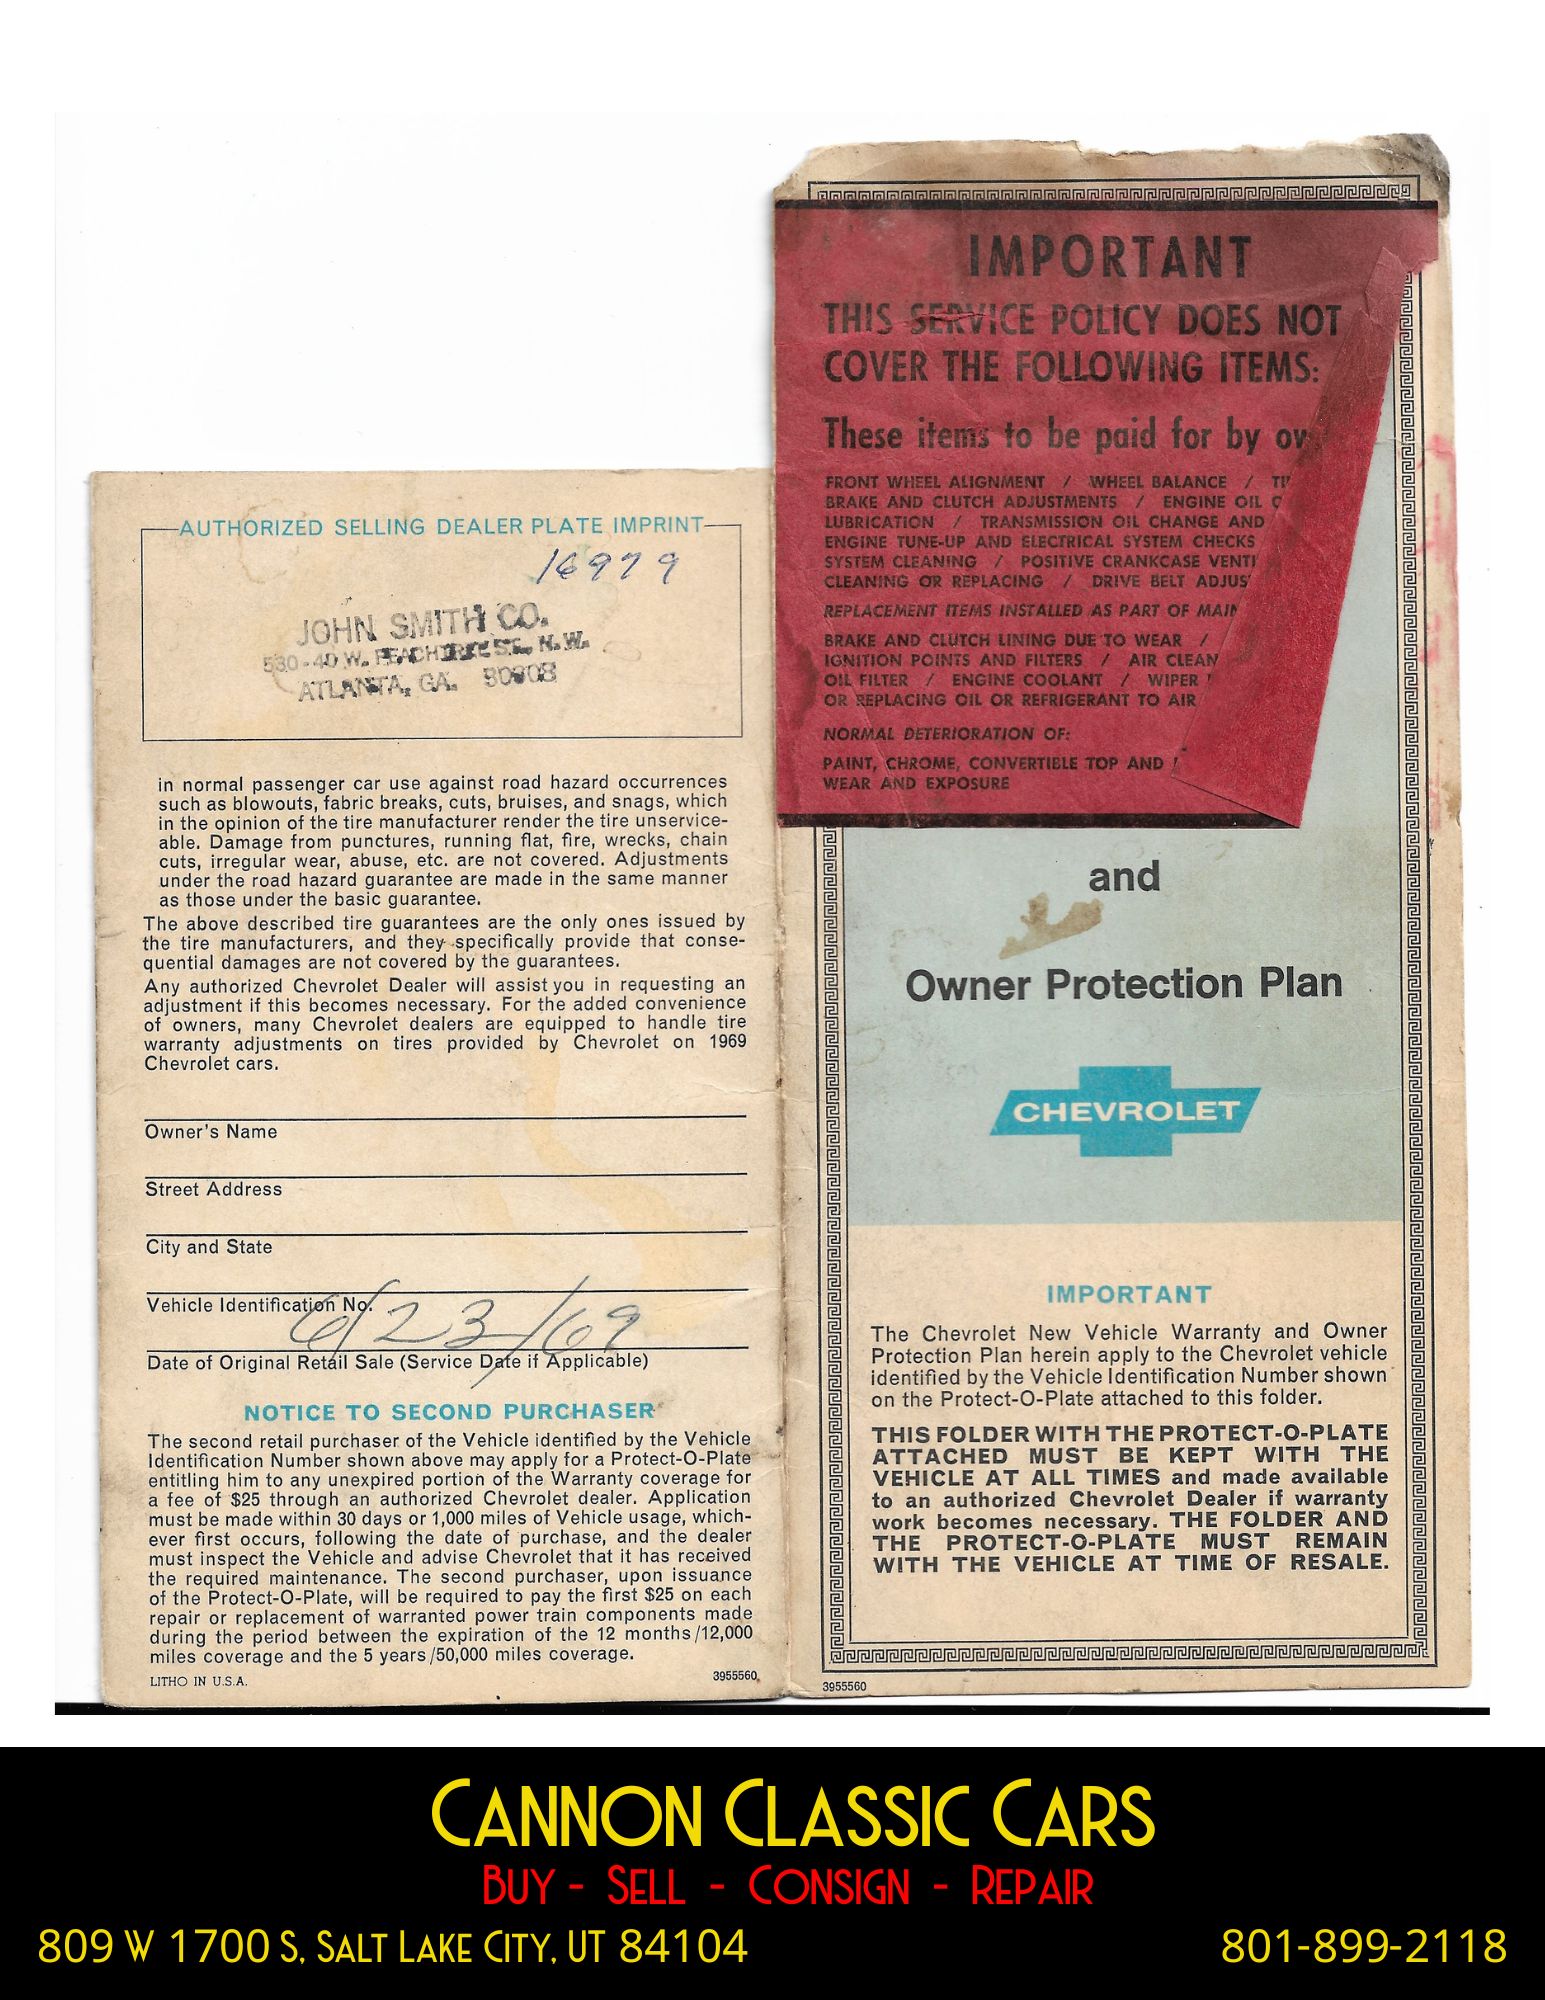 AUTHORIZED SELLING DEALER PLATE IMPRINT
16979
JOHN SMITH CO.
530-40 W. PEACHTREE ST., N.W.
ATLANTA, GA. 30308
in normal passenger car use against road hazard occurrences
such as blowouts, fabric breaks, cuts, bruises, and snags, which
in the opinion of the tire manufacturer render the tire unservice-
able. Damage from punctures, running flat, fire, wrecks, chain
cuts, irregular wear, abuse, etc. are not covered. Adjustments
under the road hazard guarantee are made in the same manner
as those under the basic guarantee.
The above described tire guarantees are the only ones issued by
the tire manufacturers, and they specifically provide that conse-
quential damages are not covered by the guarantees.
Any authorized Chevrolet Dealer will assist you in requesting an
adjustment if this becomes necessary. For the added convenience
of owners, many Chevrolet dealers are equipped to handle tire
warranty adjustments on tires provided by Chevrolet on 1969
Chevrolet cars.
Owner's Name
Street Address
City and State
Vehicle Identification No.
6/23/69
Date of Original Retail Sale (Service Date if Applicable)
NOTICE TO SECOND PURCHASER
The second retail purchaser of the Vehicle identified by the Vehicle
Identification Number shown above may apply for a Protect-O-Plate
entitling him to any unexpired portion of the Warranty coverage for
a fee of $25 through an authorized Chevrolet dealer. Application
must be made within 30 days or 1,000 miles of Vehicle usage, which-
ever first occurs, following the date of purchase, and the dealer
must inspect the Vehicle and advise Chevrolet that it has received
the required maintenance. The second purchaser, upon issuance
of the Protect-O-Plate, will be required to pay the first $25 on each
repair or replacement of warranted power train components made
during the period between the expiration of the 12 months/12,000
miles coverage and the 5 years/50,000 miles coverage.
LITHO IN U.S.A. 3955560
IMPORTANT
THIS SERVICE POLICY DOES NOT
COVER THE FOLLOWING ITEMS:
These items to be paid for by
FRONT WHEEL ALIGNMENT / WHEEL BALANCE /
BRAKE AND CLUTCH ADJUSTMENTS / ENGINE OIL
LUBRICATION / TRANSMISSION OIL CHANGE AND
ENGINE TUNE-UP AND ELECTRICAL SYSTEM CHECKS
SYSTEM CLEANING / POSITIVE CRANKCASE VENTI
CLEANING OR REPLACING / DRIVE BELT ADJUS
REPLACEMENT ITEMS INSTALLED AS PART OF MAIN
BRAKE AND CLUTCH LINING DUE TO WEAR /
IGNITION POINTS AND FILTERS / AIR CLEAN
OIL FILTER / ENGINE COOLANT / WIPER
OR REPLACING OIL OR REFRIGERANT TO AIR
NORMAL DETERIORATION OF:
PAINT, CHROME, CONVERTIBLE TOP AND
WEAR AND EXPOSURE
and
Owner Protection Plan
CHEVROLET
IMPORTANT
The Chevrolet New Vehicle Warranty and Owner
Protection Plan herein apply to the Chevrolet vehicle
identified by the Vehicle Identification Number shown
on the Protect-O-Plate attached to this folder.
THIS FOLDER WITH THE PROTECT-O-PLATE
ATTACHED MUST BE KEPT WITH THE
VEHICLE AT ALL TIMES and made available
to an authorized Chevrolet Dealer if warranty
work becomes necessary. THE FOLDER AND
THE PROTECT-O-PLATE MUST REMAIN
WITH THE VEHICLE AT TIME OF RESALE.
3955560
CANNON CLASSIC CARS
BUY - SELL - CONSIGN - REPAIR
809 W 1700 S, SALT LAKE CITY, UT 84104
801-899-2118